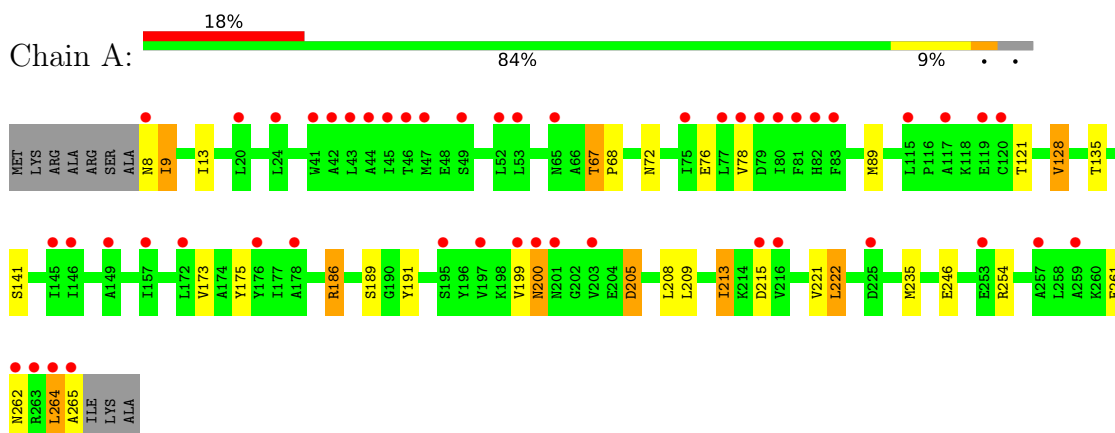 18%
Chain A:
84% 9% • •
MET LYS ARG ALA ARG SER ALA N8 I9 I13 L20 L24 W41 A42 L43 A44 I45 T46 M47 E48 S49 L52 L53 N65 A66 T67 P68 N72 I75 E76 L77 V78 D79 I80 F81 H82 F83 M89 L115 P116 A117 K118 E119 C120 T121 V128 T135
S141 I145 I146 A149 I157 L172 V173 A174 Y175 Y176 I177 A178 R186 S189 G190 Y191 S195 Y196 V197 K198 V199 N200 N201 G202 V203 E204 D205 L208 L209 I213 K214 D215 V216 V221 L222 D225 M235 E246 E253 R254 A257 L258 A259 K260 E261
N262 R263 L264 A265 ILE LYS ALA